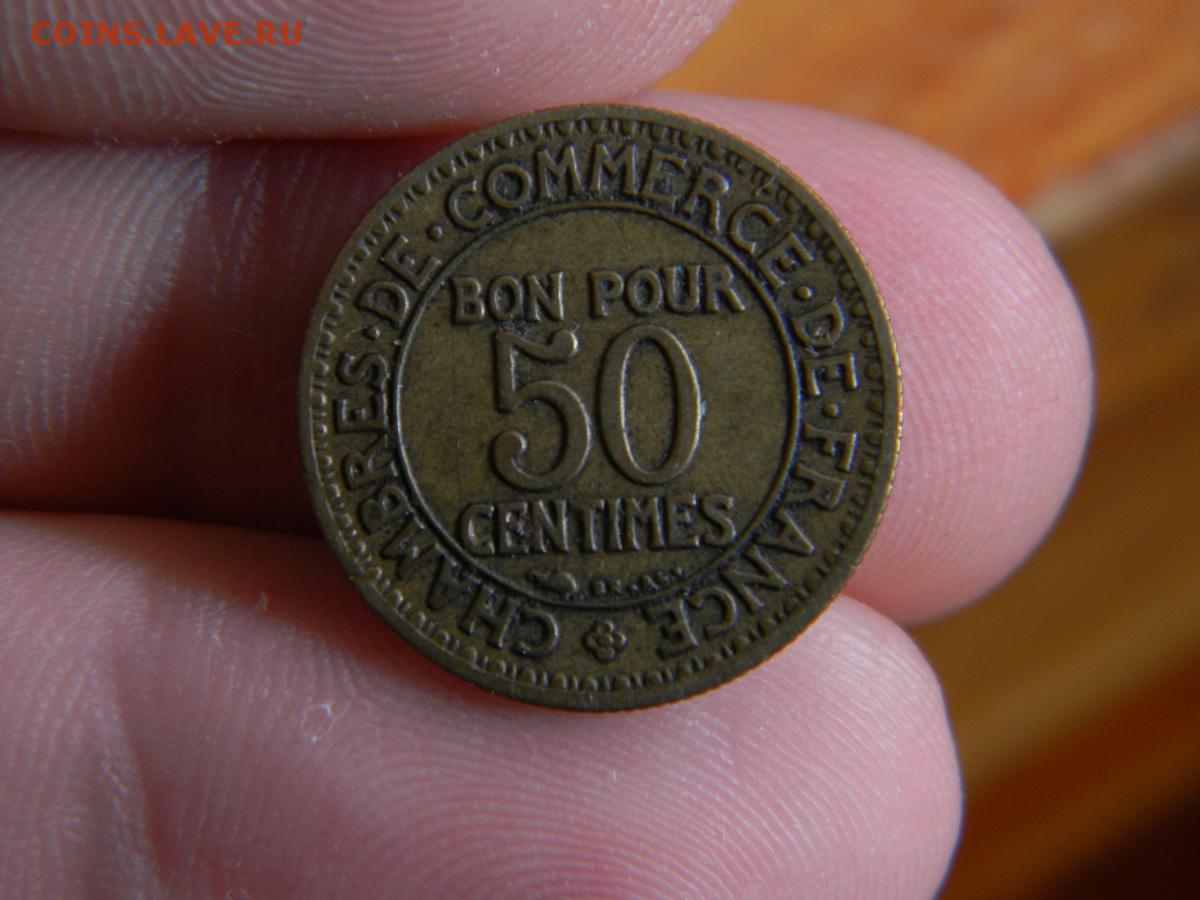 COINS.LAVE.RU
CHAMBRES · DE · COMMERCE · DE · FRANCE
BON POUR
50
CENTIMES